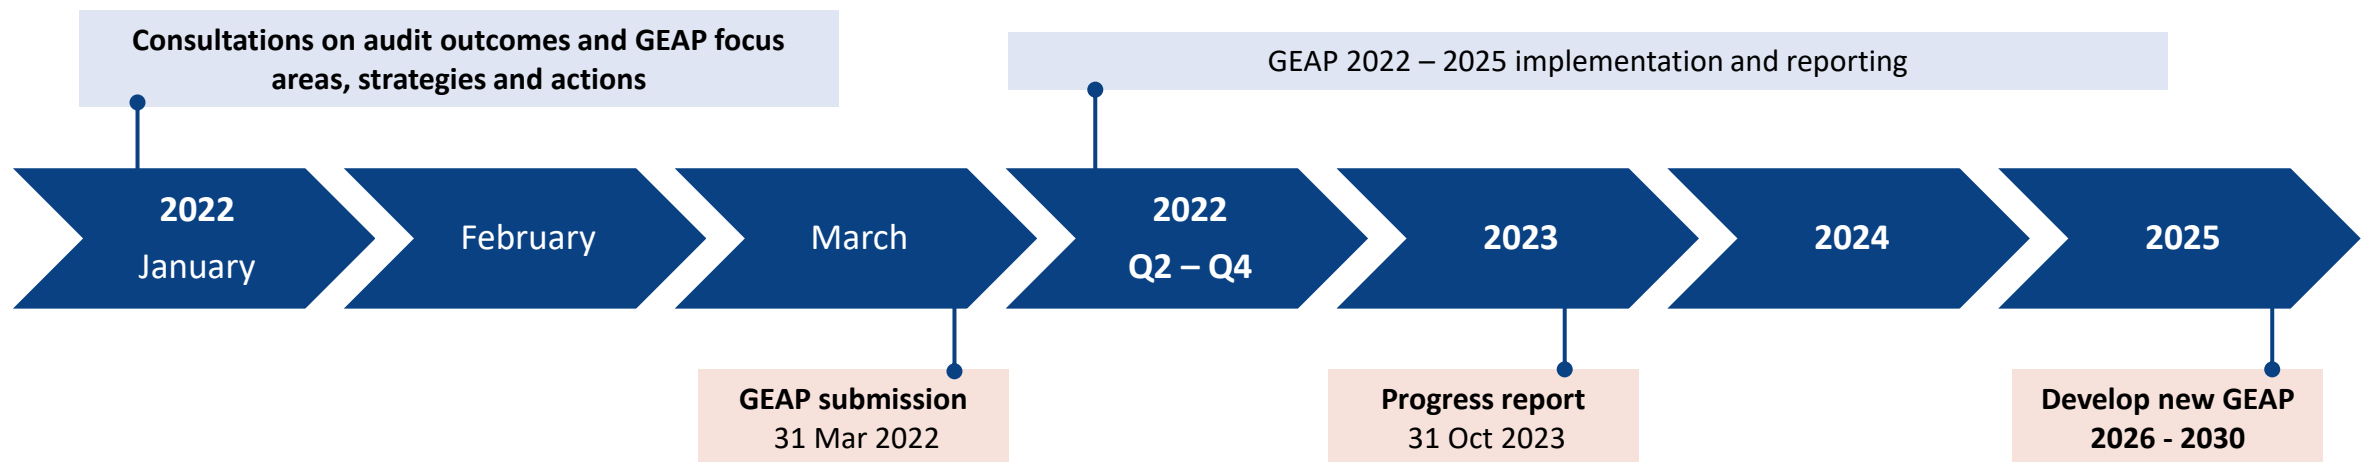 Consultations on audit outcomes and GEAP focus
areas, strategies and actions
GEAP 2022 – 2025 implementation and reporting
2022
January
February
March
2022
Q2 – Q4
2023
2024
2025
GEAP submission
31 Mar 2022
Progress report
31 Oct 2023
Develop new GEAP
2026 - 2030